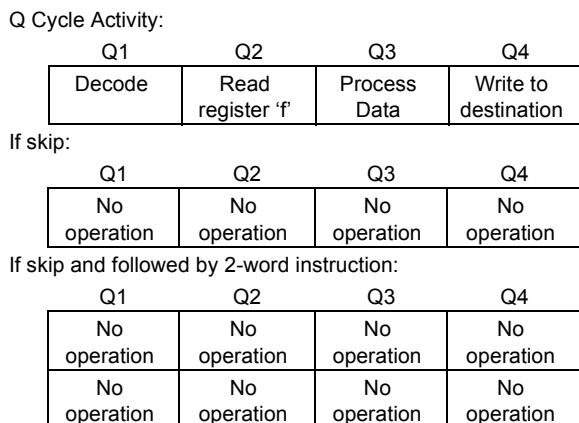 Q Cycle Activity:
Q1 Q2 Q3 Q4
Decode Read Process Write to
register ‘f’ Data destination
If skip:
Q1 Q2 Q3 Q4
No No No No
operation operation operation operation
If skip and followed by 2-word instruction:
Q1 Q2 Q3 Q4
No No No No
operation operation operation operation
No No No No
operation operation operation operation